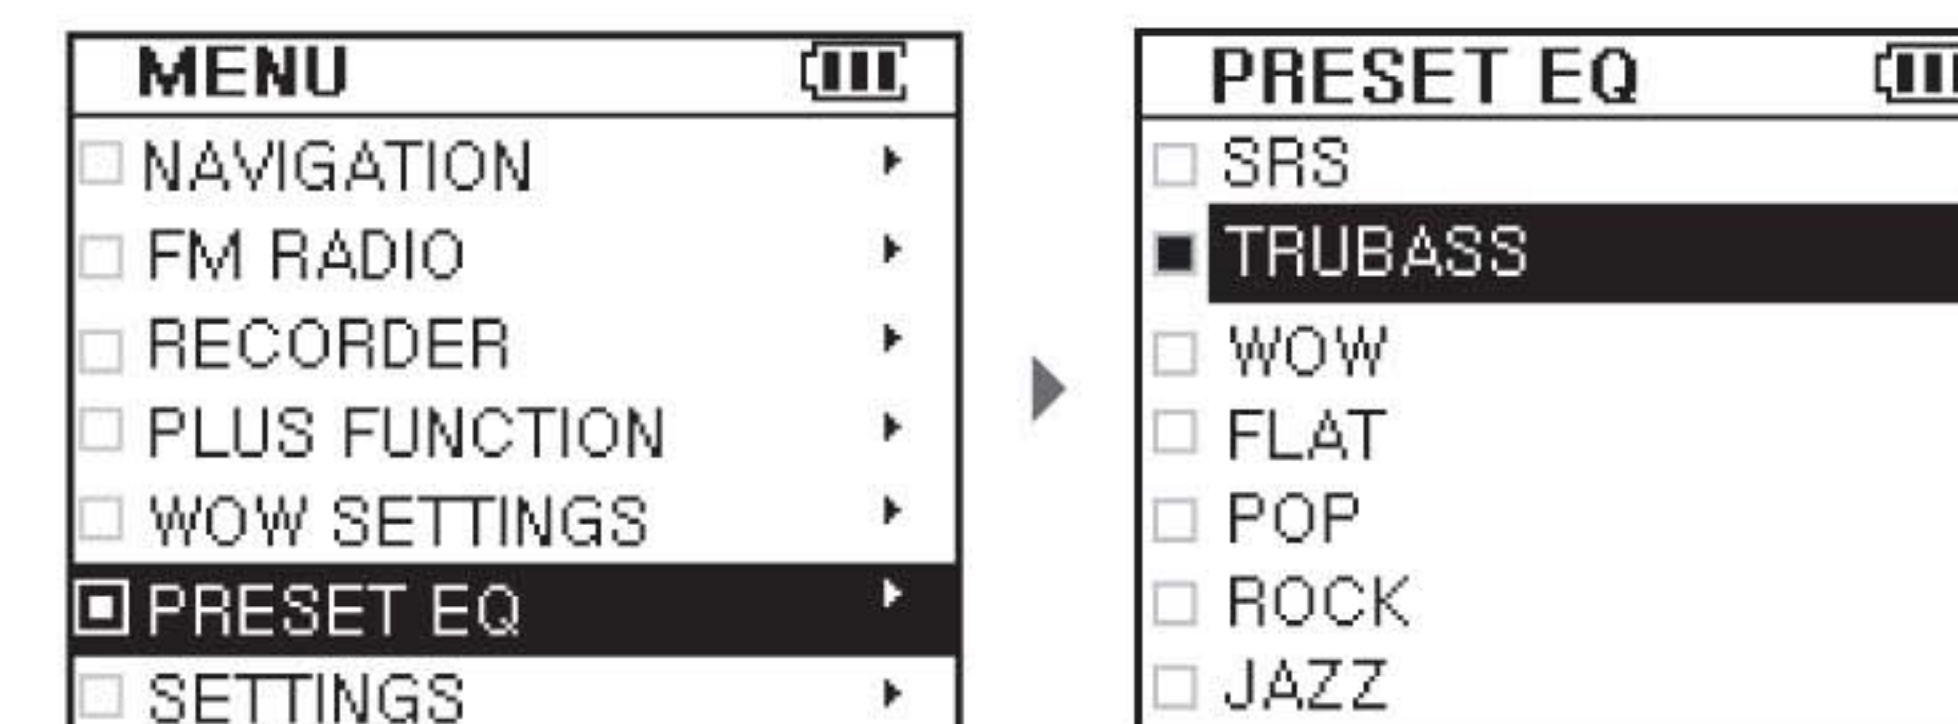 MENU
NAVIGATION
FM RADIO
RECORDER
PLUS FUNCTION
WOW SETTINGS
PRESET EQ
SETTINGS
PRESET EQ
SRS
TRUBASS
WOW
FLAT
POP
ROCK
JAZZ